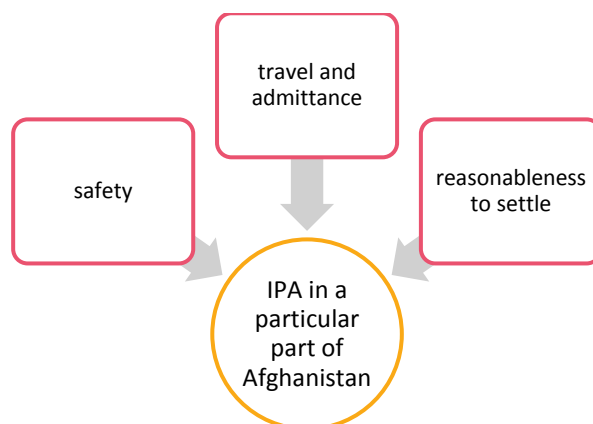 travel and
admittance
safety
reasonableness
to settle
IPA in a
particular
part of
Afghanistan